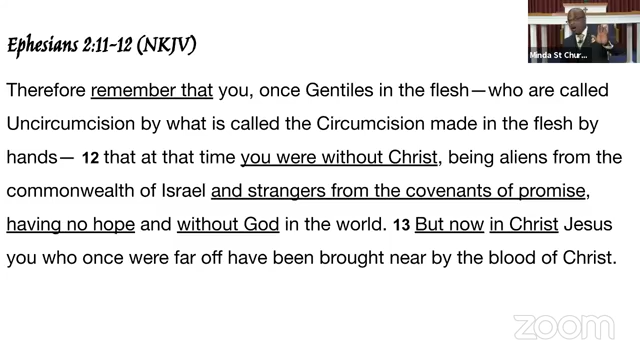 Ephesians 2:11-12 (NKJV)
Minda St Chur...
Therefore remember that you, once Gentiles in the flesh—who are called
Uncircumcision by what is called the Circumcision made in the flesh by
hands— 12 that at that time you were without Christ, being aliens from the
commonwealth of Israel and strangers from the covenants of promise,
having no hope and without God in the world. 13 But now in Christ Jesus
you who once were far off have been brought near by the blood of Christ.
zoom